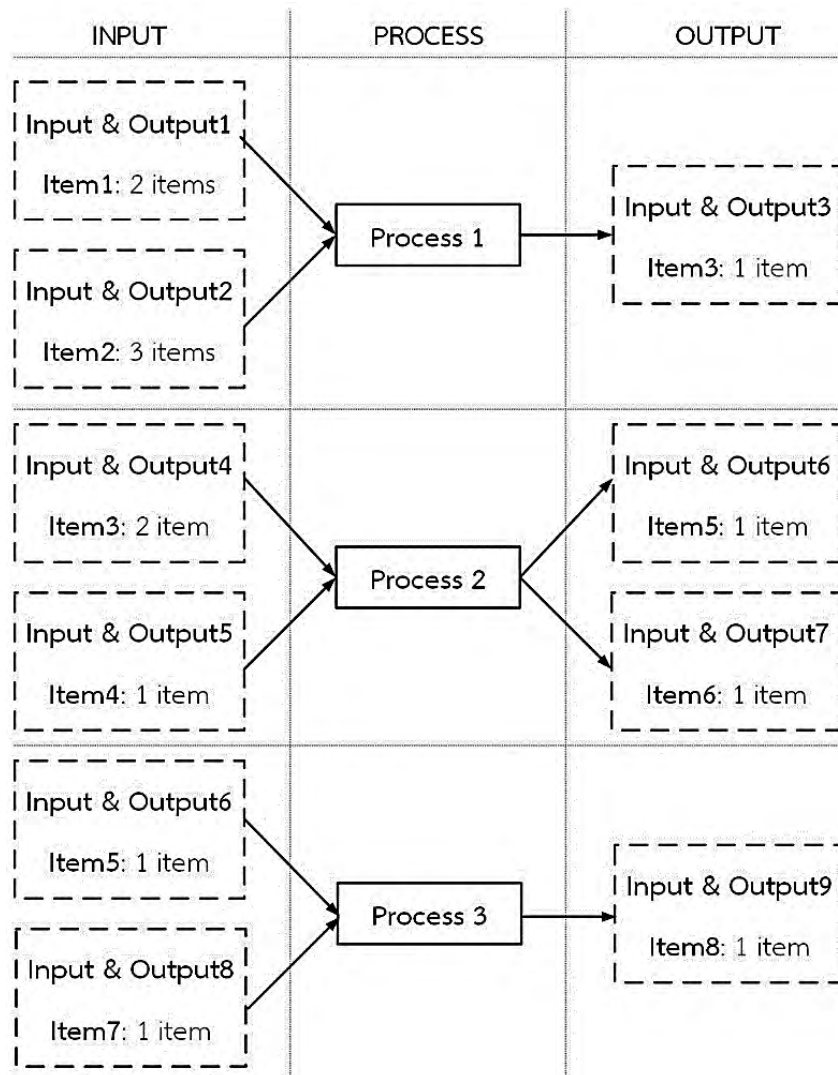 INPUT PROCESS OUTPUT
Input & Output1
Item1: 2 items
Input & Output2
Item2: 3 items
Process 1
Input & Output3
Item3: 1 item
Input & Output4
Item3: 2 item
Input & Output5
Item4: 1 item
Process 2
Input & Output6
Item5: 1 item
Input & Output7
Item6: 1 item
Input & Output6
Item5: 1 item
Input & Output8
Item7: 1 item
Process 3
Input & Output9
Item8: 1 item